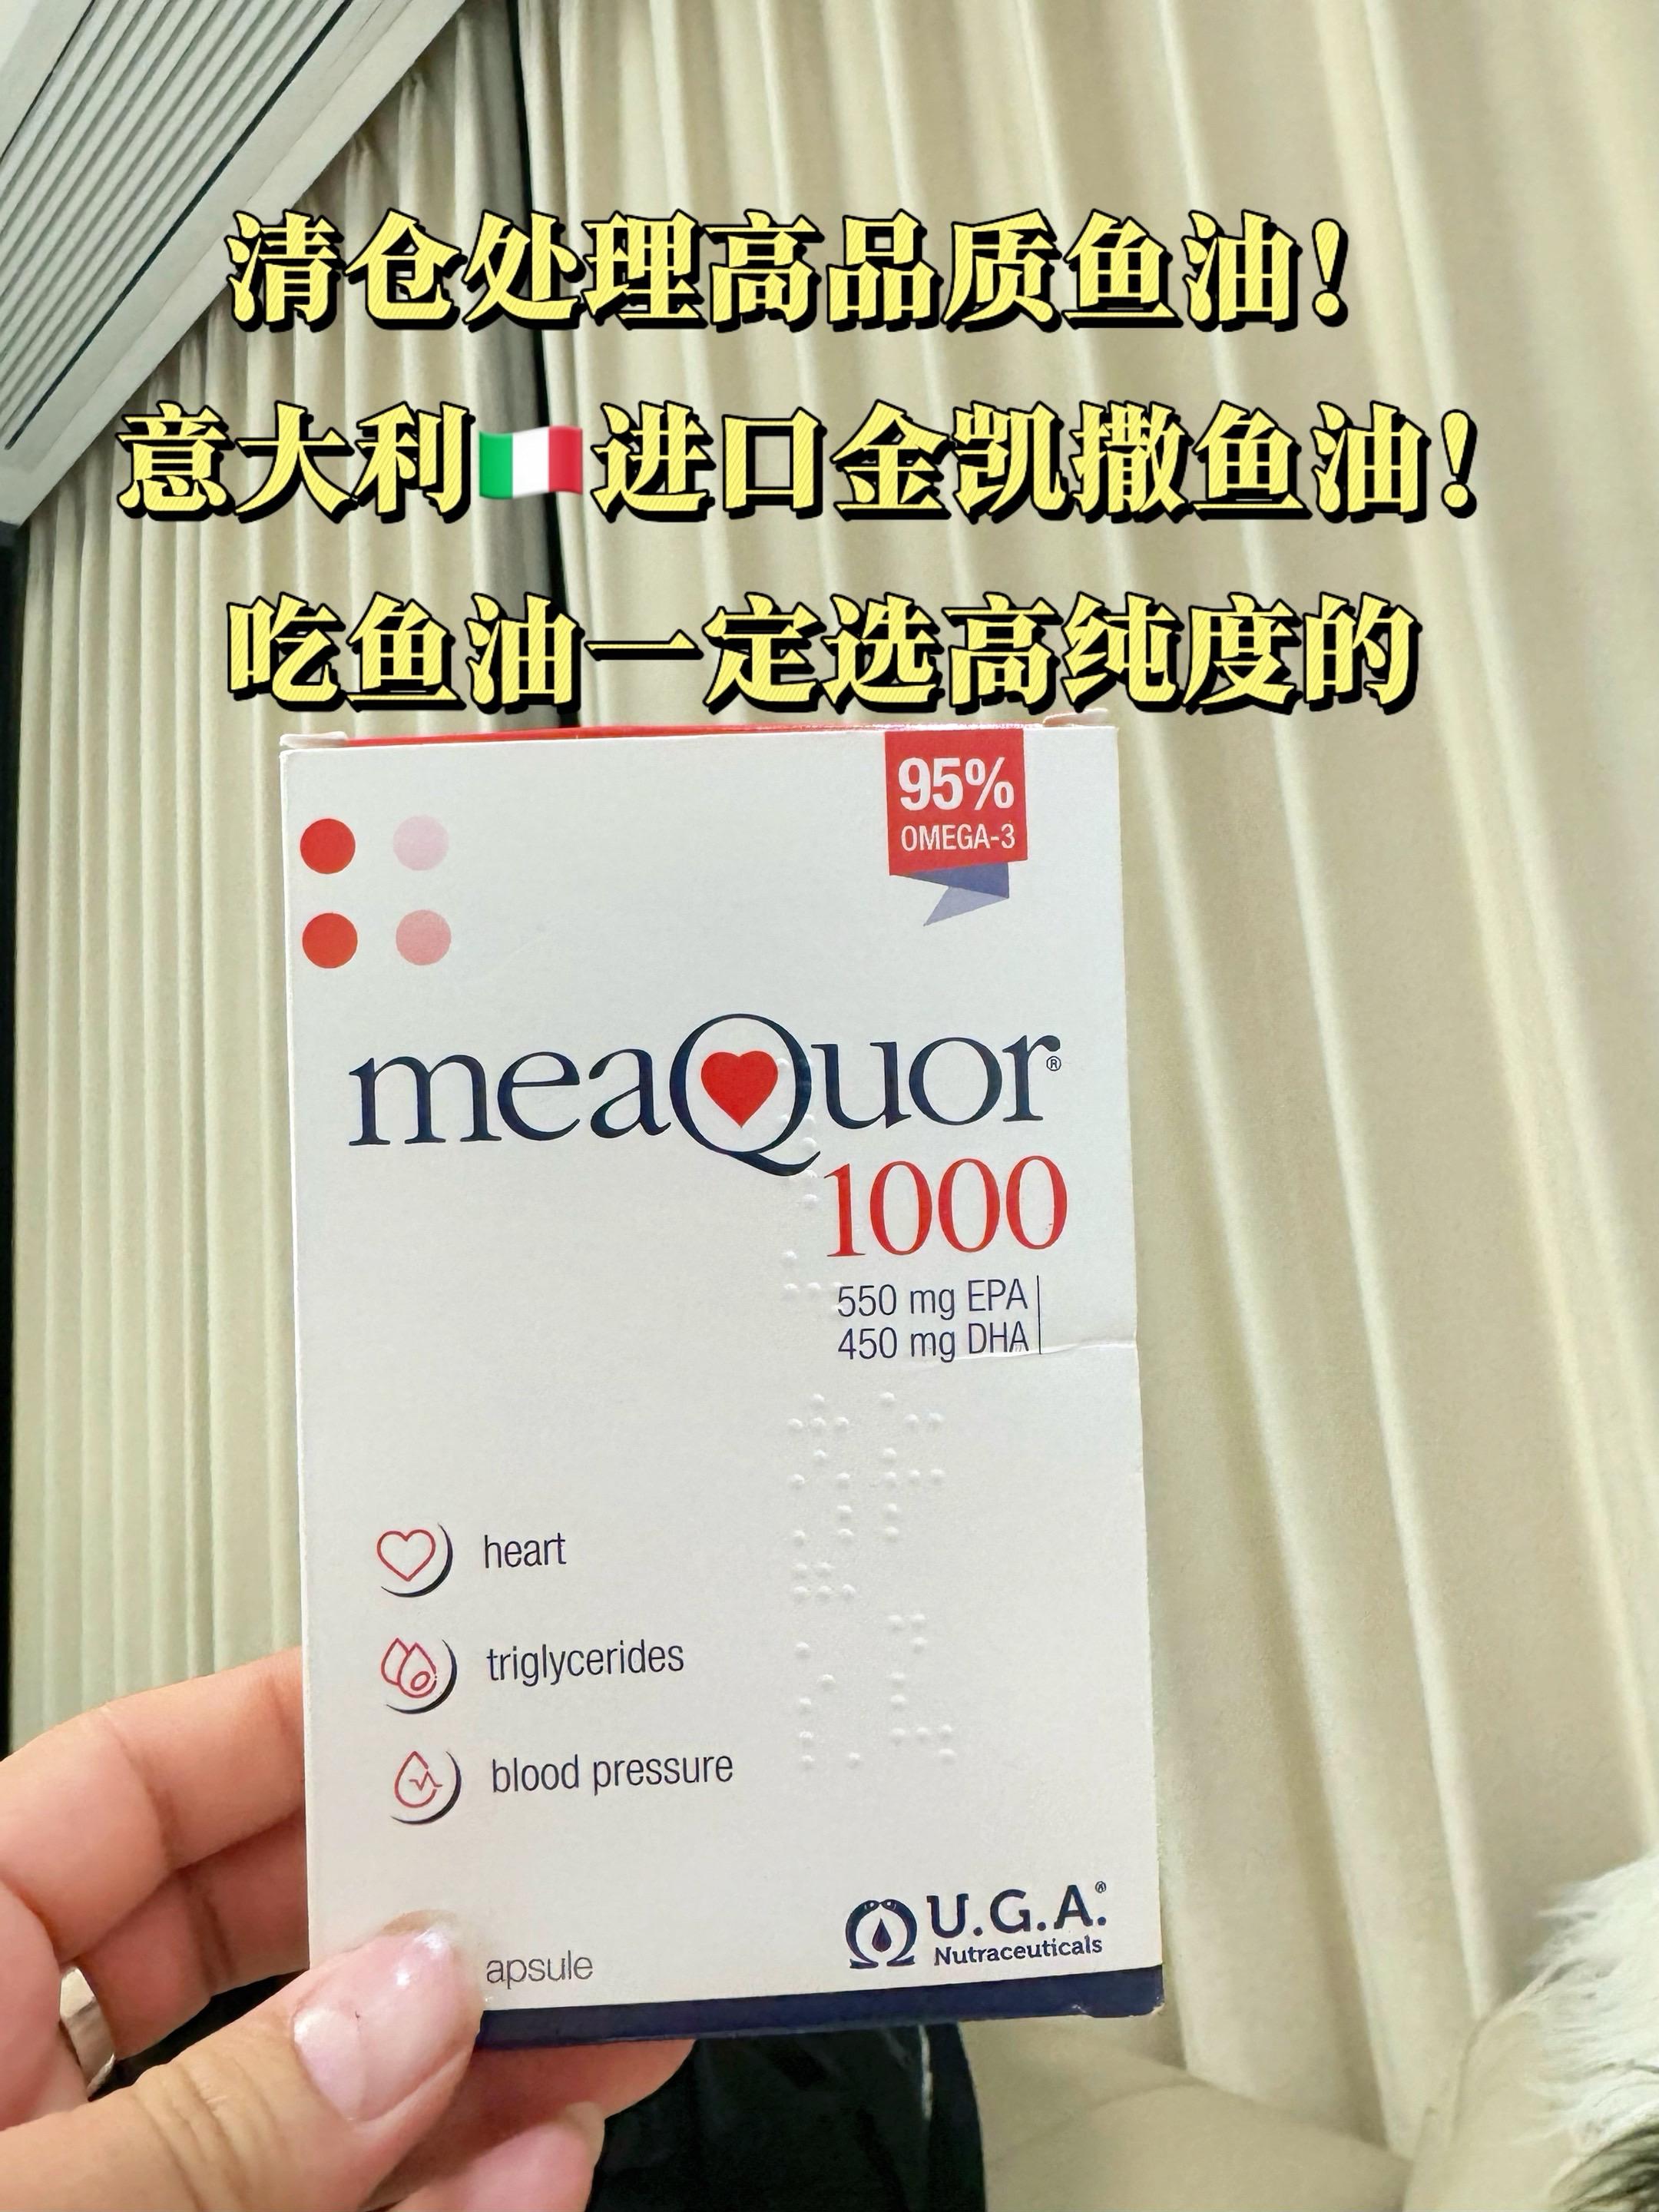 清仓处理高品质鱼油！
意大利🇮🇹进口金凯撒鱼油！
吃鱼油一定选高纯度的
95%
OMEGA-3
meaQuor®
1000
550 mg EPA
450 mg DHA
heart
triglycerides
blood pressure
U.G.A.®
Nutraceuticals
apsule